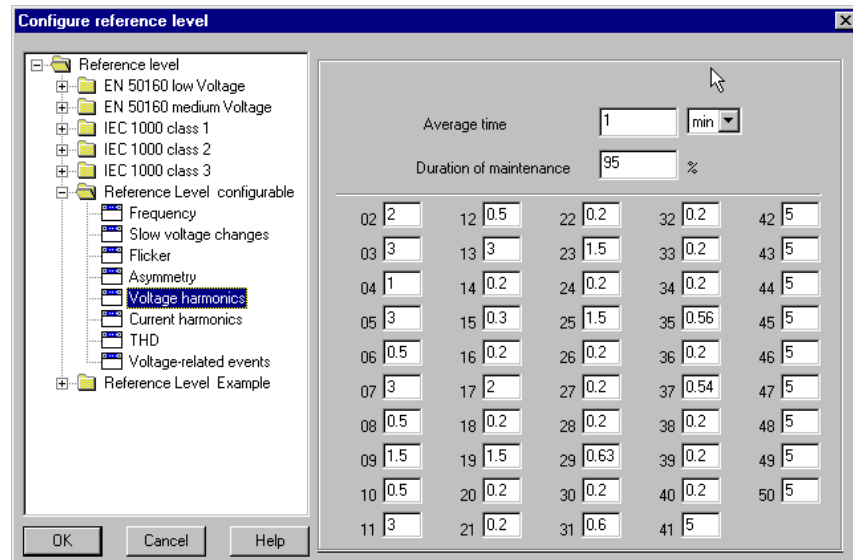 Configure reference level
Reference level
EN 50160 low Voltage
EN 50160 medium Voltage
IEC 1000 class 1
IEC 1000 class 2
IEC 1000 class 3
Reference Level configurable
Frequency
Slow voltage changes
Flicker
Asymmetry
Voltage harmonics
Current harmonics
THD
Voltage-related events
Reference Level Example
OK Cancel Help
Average time 1 min
Duration of maintenance 95 %
02 2 12 0.5 22 0.2 32 0.2 42 5
03 3 13 3 23 1.5 33 0.2 43 5
04 1 14 0.2 24 0.2 34 0.2 44 5
05 3 15 0.3 25 1.5 35 0.56 45 5
06 0.5 16 0.2 26 0.2 36 0.2 46 5
07 3 17 2 27 0.2 37 0.54 47 5
08 0.5 18 0.2 28 0.2 38 0.2 48 5
09 1.5 19 1.5 29 0.63 39 0.2 49 5
10 0.5 20 0.2 30 0.2 40 0.2 50 5
11 3 21 0.2 31 0.6 41 5